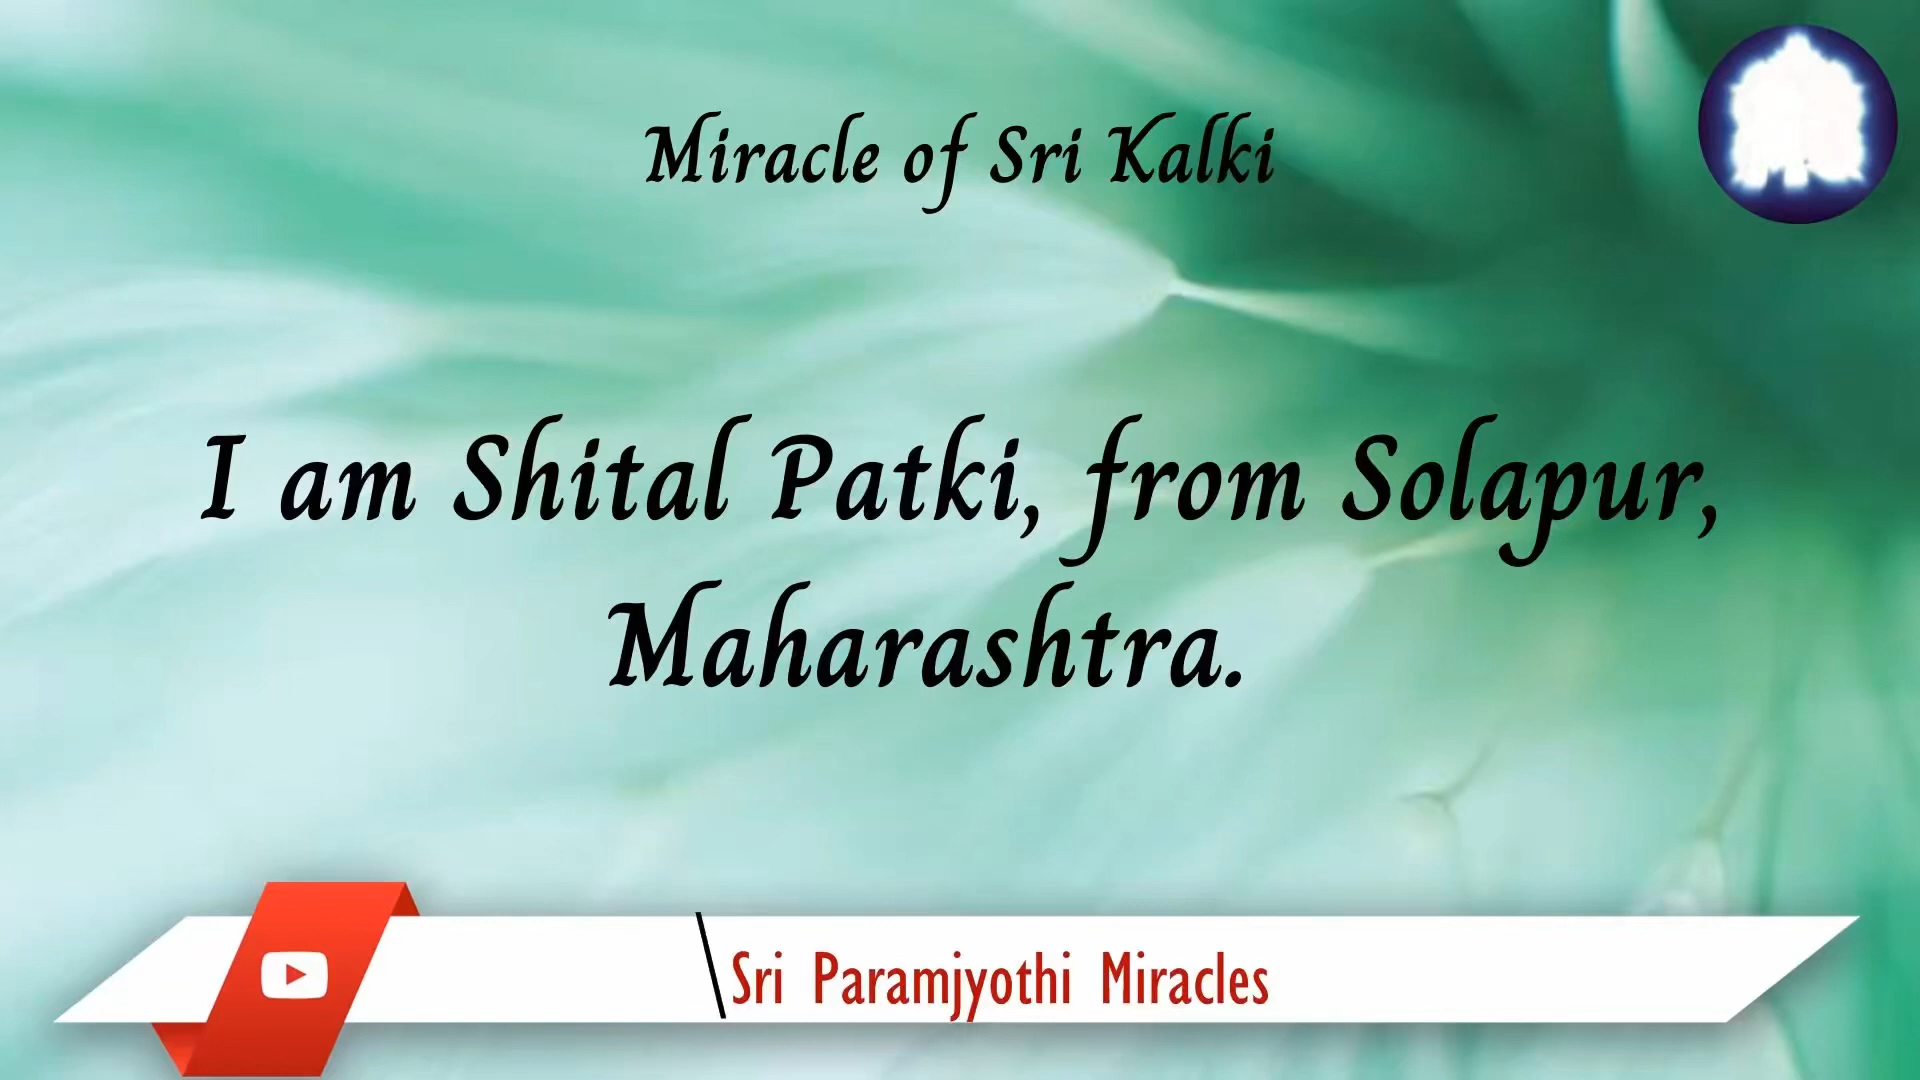 Miracle of Sri Kalki
I am Shital Patki, from Solapur,
Maharashtra.
Sri Paramjyothi Miracles